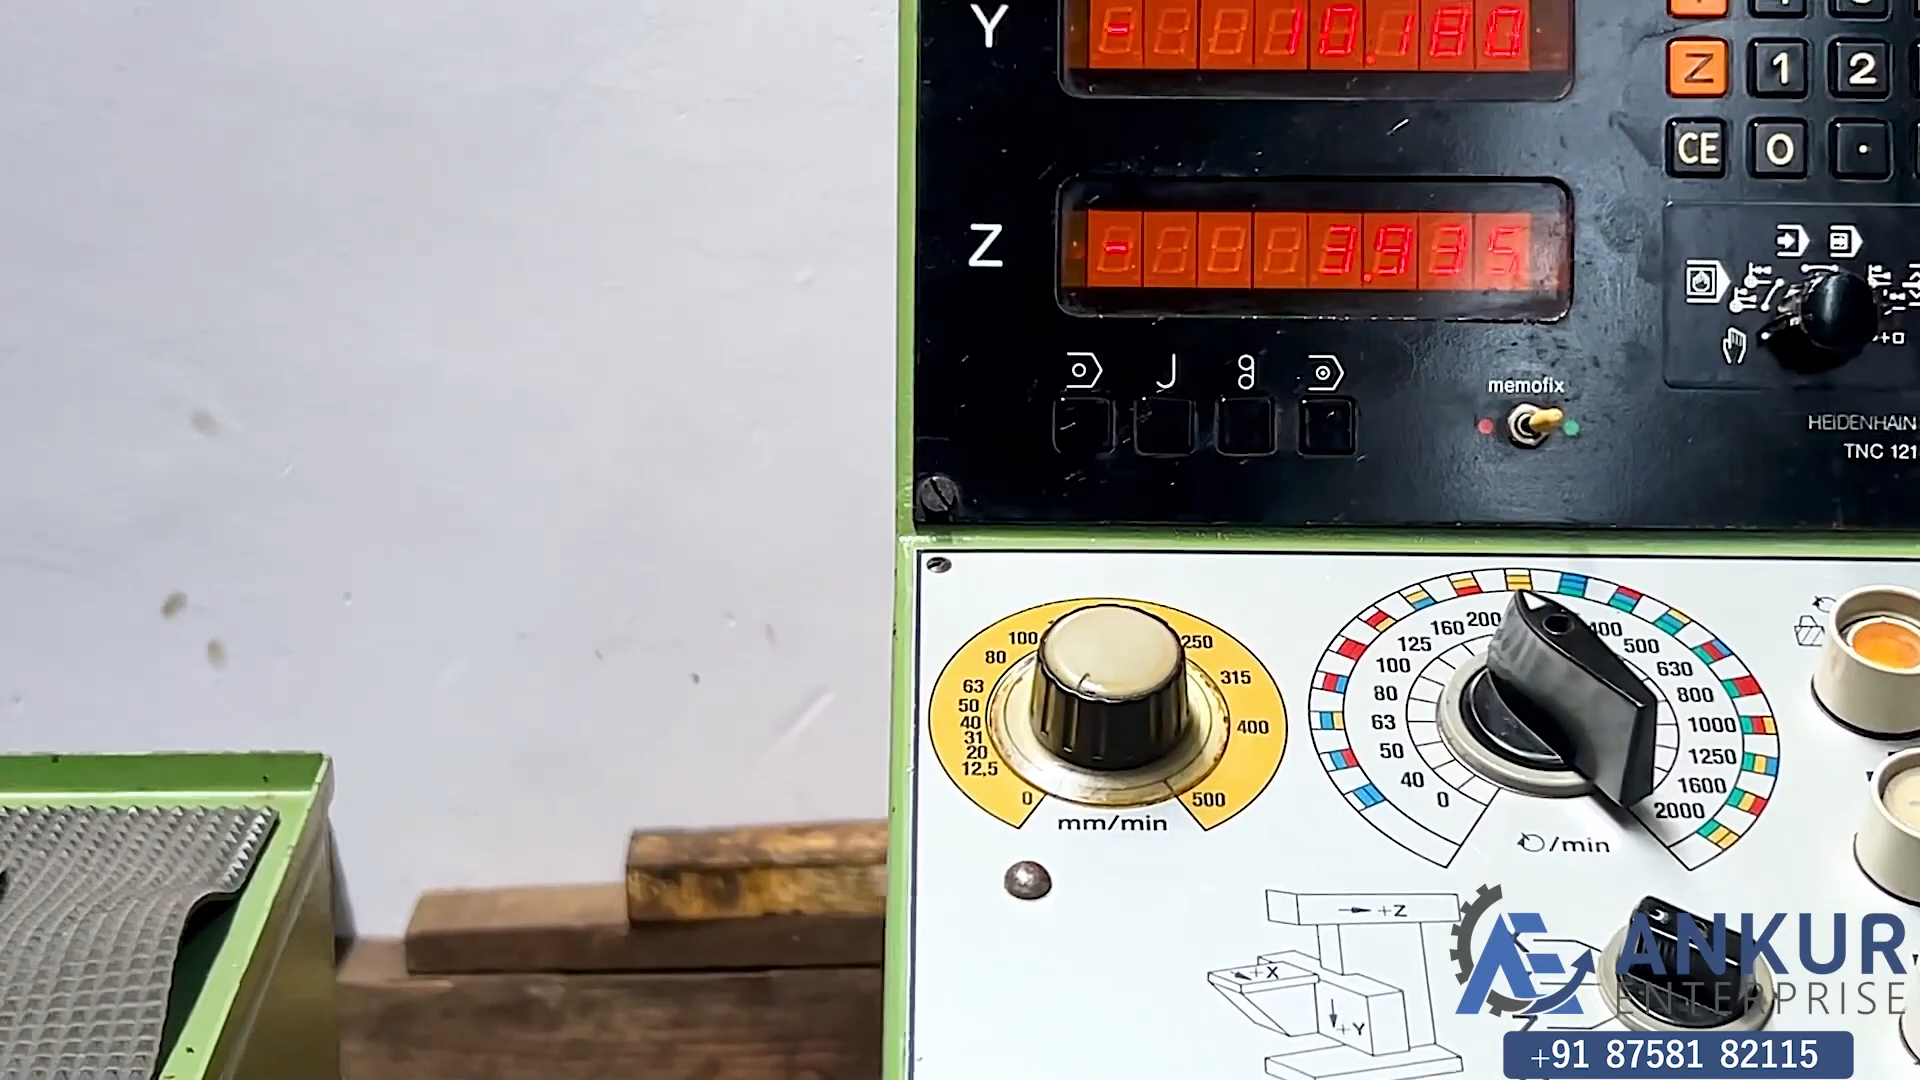 Y
- 10.180
Z
1
2
CE
0
.
Z
- 3.935
memofix
HEIDENHAIN
TNC 121
100
80
63
50
40
31
20
12,5
0
250
315
400
500
mm/min
200
160
125
100
80
63
50
40
0
400
500
630
800
1000
1250
1600
2000
/min
+Z
+X
+Y
ANKUR
ENTERPRISE
+91 87581 82115